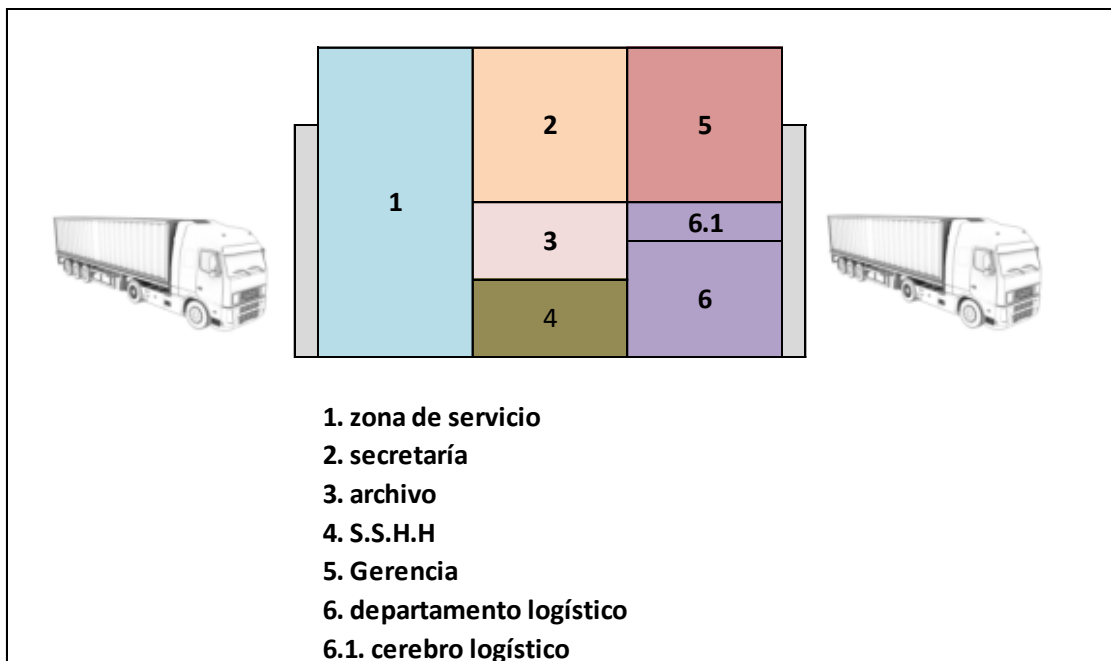 2
5
1
6.1
3
6
4
1. zona de servicio
2. secretaría
3. archivo
4. S.S.H.H
5. Gerencia
6. departamento logístico
6.1. cerebro logístico